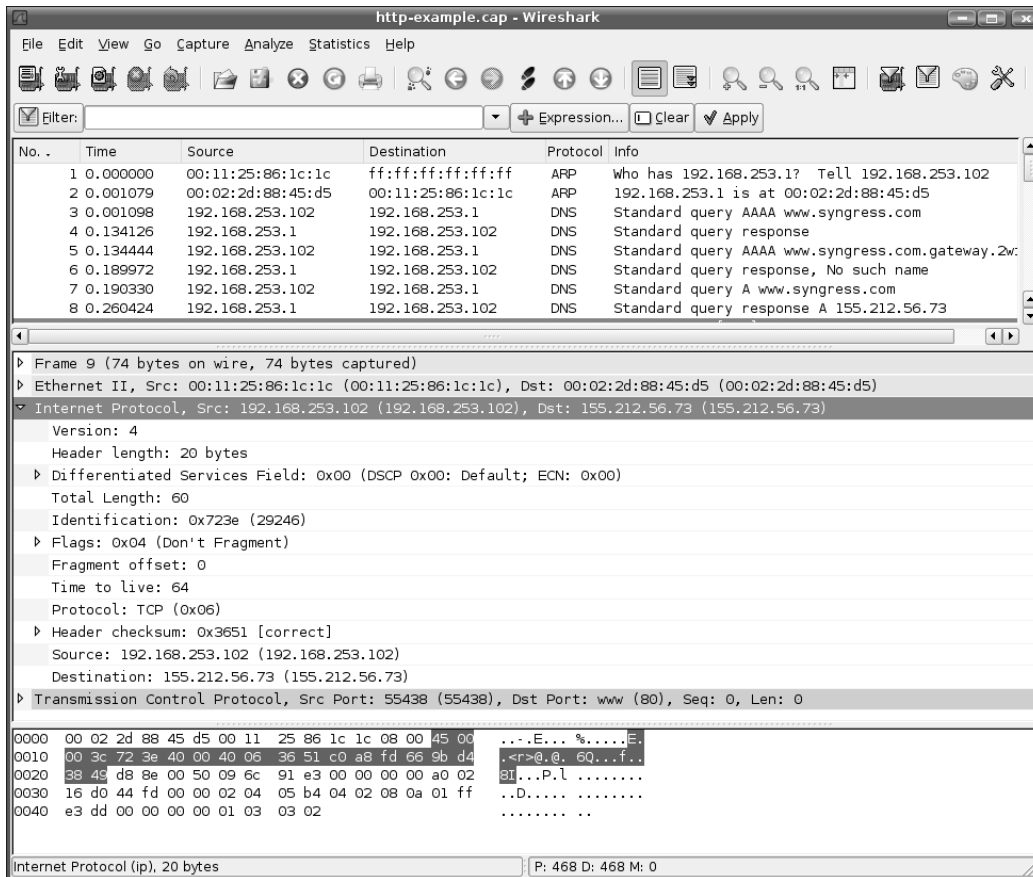 http-example.cap - Wireshark
File Edit View Go Capture Analyze Statistics Help
Filter: Expression... Clear Apply
No. . Time Source Destination Protocol Info
1 0.000000 00:11:25:86:1c:1c ff:ff:ff:ff:ff:ff ARP Who has 192.168.253.1? Tell 192.168.253.102
2 0.001079 00:02:2d:88:45:d5 00:11:25:86:1c:1c ARP 192.168.253.1 is at 00:02:2d:88:45:d5
3 0.001098 192.168.253.102 192.168.253.1 DNS Standard query AAAA www.syngress.com
4 0.134126 192.168.253.1 192.168.253.102 DNS Standard query response
5 0.134444 192.168.253.102 192.168.253.1 DNS Standard query AAAA www.syngress.com.gateway.2wi
6 0.189972 192.168.253.1 192.168.253.102 DNS Standard query response, No such name
7 0.190330 192.168.253.102 192.168.253.1 DNS Standard query A www.syngress.com
8 0.260424 192.168.253.1 192.168.253.102 DNS Standard query response A 155.212.56.73
Frame 9 (74 bytes on wire, 74 bytes captured)
Ethernet II, Src: 00:11:25:86:1c:1c (00:11:25:86:1c:1c), Dst: 00:02:2d:88:45:d5 (00:02:2d:88:45:d5)
Internet Protocol, Src: 192.168.253.102 (192.168.253.102), Dst: 155.212.56.73 (155.212.56.73)
Version: 4
Header length: 20 bytes
Differentiated Services Field: 0x00 (DSCP 0x00: Default; ECN: 0x00)
Total Length: 60
Identification: 0x723e (29246)
Flags: 0x04 (Don't Fragment)
Fragment offset: 0
Time to live: 64
Protocol: TCP (0x06)
Header checksum: 0x3651 [correct]
Source: 192.168.253.102 (192.168.253.102)
Destination: 155.212.56.73 (155.212.56.73)
Transmission Control Protocol, Src Port: 55438 (55438), Dst Port: www (80), Seq: 0, Len: 0
0000 00 02 2d 88 45 d5 00 11 25 86 1c 1c 08 00 45 00 ..-.E... %.....E.
0010 00 3c 72 3e 40 00 40 06 36 51 c0 a8 fd 66 9b d4 .<r>@.@. 6Q...f..
0020 38 49 d8 8e 00 50 09 6c 91 e3 00 00 00 00 a0 02 8I...P.l ........
0030 16 d0 44 fd 00 00 02 04 05 b4 04 02 08 0a 01 ff ..D..... ........
0040 e3 dd 00 00 00 00 01 03 03 02 ........ ..
Internet Protocol (ip), 20 bytes P: 468 D: 468 M: 0